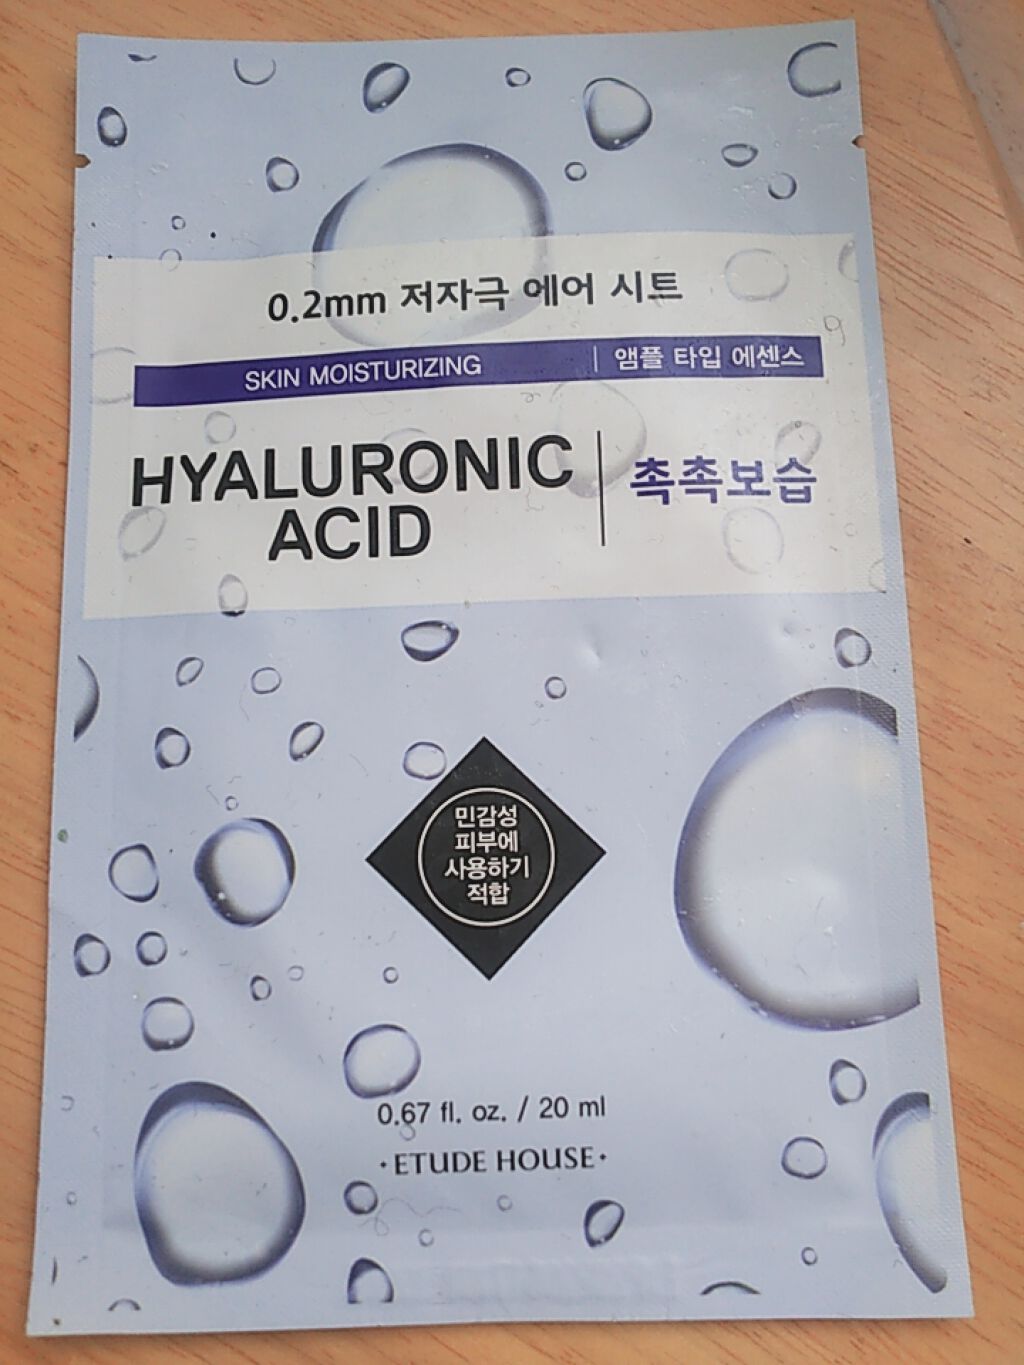 0.2mm 저자극 에어 시트
SKIN MOISTURIZING | 앰플 타입 에센스
HYALURONIC
ACID
촉촉보습
민감성
피부에
사용하기
적합
0.67 fl. oz. / 20 ml
·ETUDE HOUSE·